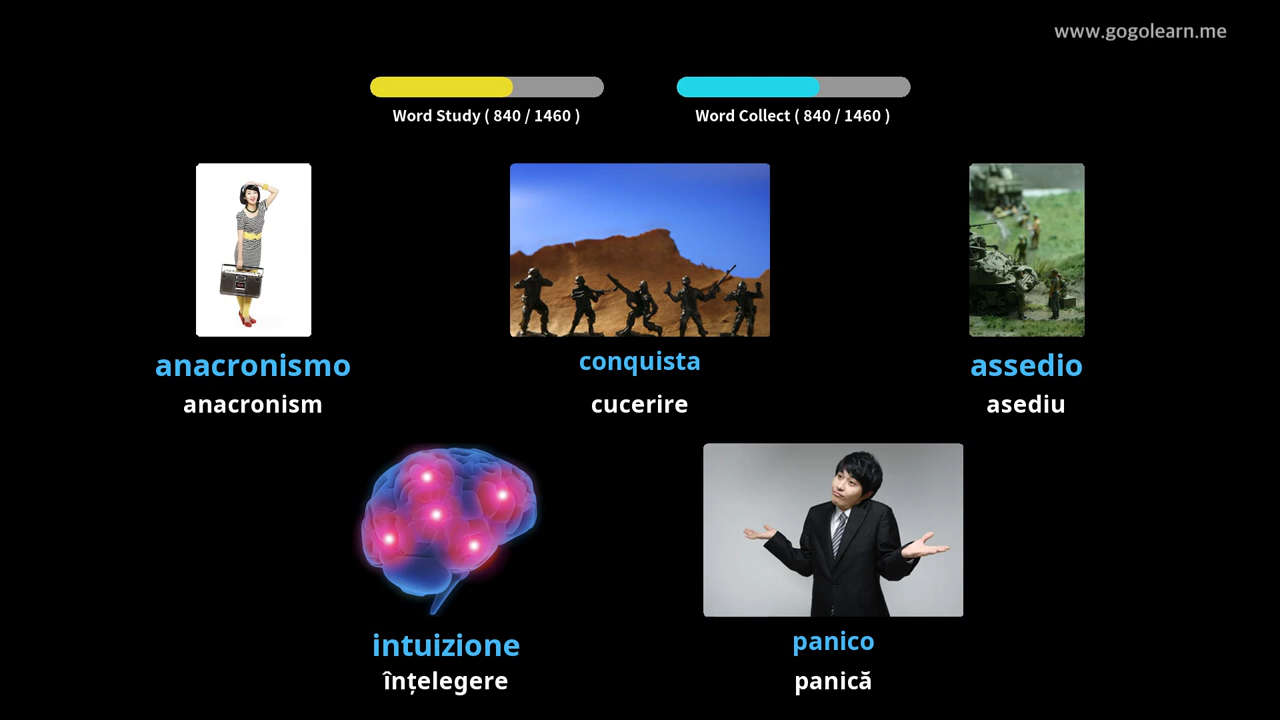 www.gogolearn.me
Word Study ( 840 / 1460 )
Word Collect ( 840 / 1460 )
anacronismo
anacronism
conquista
cucerire
assedio
asediu
intuizione
înțelegere
panico
panică